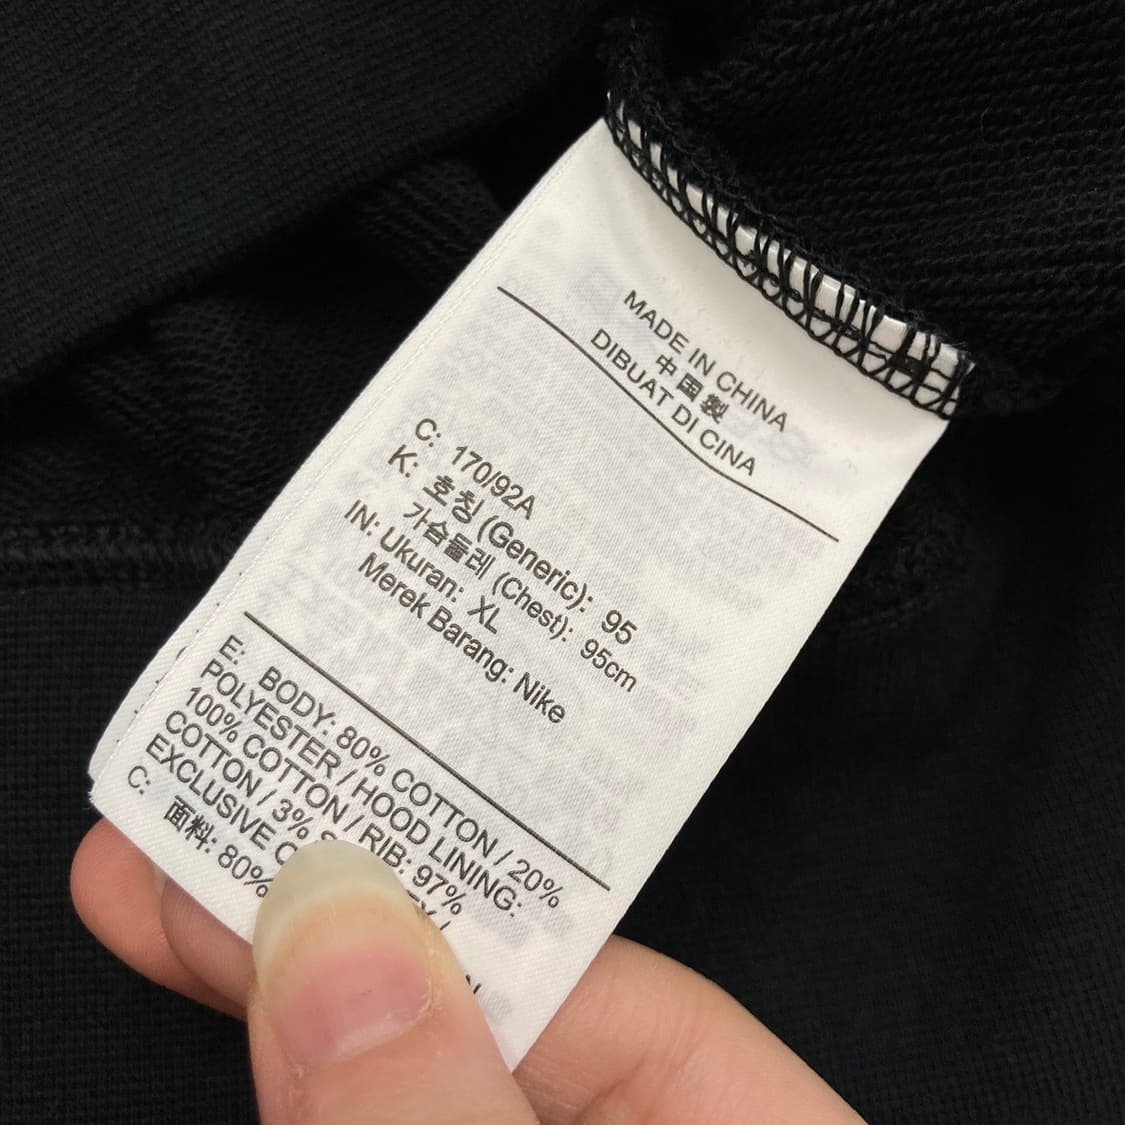 MADE IN CHINA
中国製
DIBUAT DI CINA
C: 170/92A
K: 호칭 (Generic): 95
가슴둘레 (Chest): 95cm
IN: Ukuran: XL
Merek Barang: Nike
E: BODY: 80% COTTON / 20%
POLYESTER / HOOD LINING:
100% COTTON / RIB: 97%
COTTON / 3%
EXCLUSIVE
C: 面料: 80%